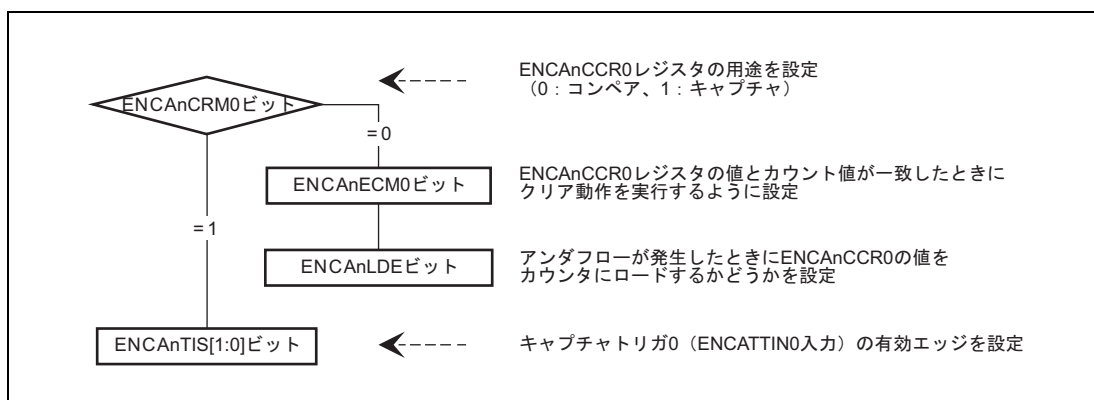 ENCAnCCR0レジスタの用途を設定
（0：コンペア、1：キャプチャ）
ENCAnCRM0ビット
= 0
ENCAnECM0ビット
ENCAnCCR0レジスタの値とカウント値が一致したときに
クリア動作を実行するように設定
= 1
ENCAnLDEビット
アンダフローが発生したときにENCAnCCR0の値を
カウンタにロードするかどうかを設定
ENCAnTIS[1:0]ビット
キャプチャトリガ0（ENCATTIN0入力）の有効エッジを設定